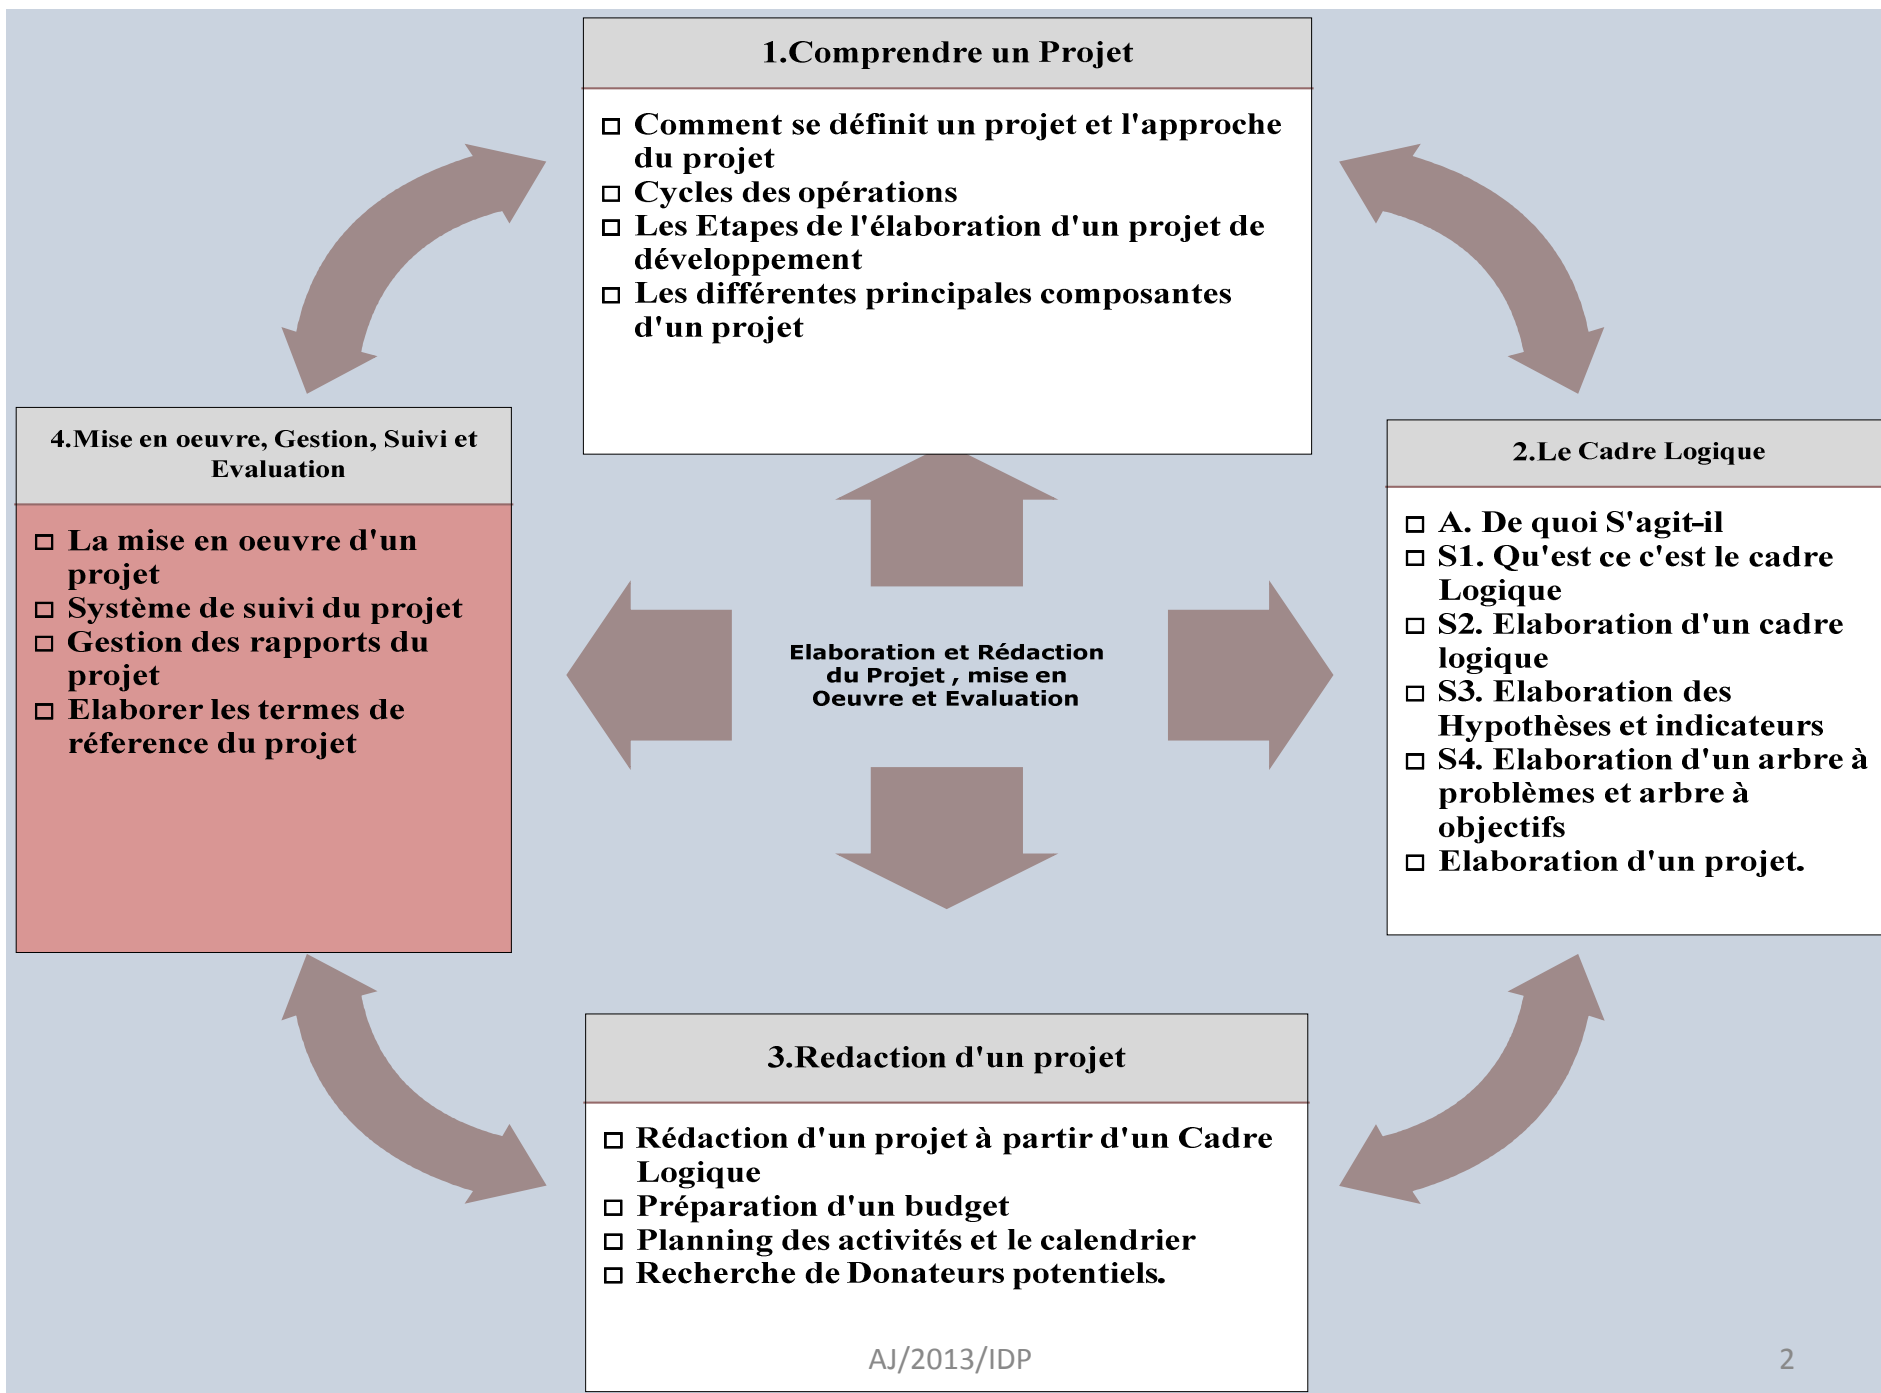 1.Comprendre un Projet
□ Comment se définit un projet et l'approche
du projet
□ Cycles des opérations
□ Les Etapes de l'élaboration d'un projet de
développement
□ Les différentes principales composantes
d'un projet
4.Mise en oeuvre, Gestion, Suivi et
Evaluation
□ La mise en oeuvre d'un
projet
□ Système de suivi du projet
□ Gestion des rapports du
projet
□ Elaborer les termes de
réference du projet
Elaboration et Rédaction
du Projet , mise en
Oeuvre et Evaluation
2.Le Cadre Logique
□ A. De quoi S'agit-il
□ S1. Qu'est ce c'est le cadre
Logique
□ S2. Elaboration d'un cadre
logique
□ S3. Elaboration des
Hypothèses et indicateurs
□ S4. Elaboration d'un arbre à
problèmes et arbre à
objectifs
□ Elaboration d'un projet.
3.Redaction d'un projet
□ Rédaction d'un projet à partir d'un Cadre
Logique
□ Préparation d'un budget
□ Planning des activités et le calendrier
□ Recherche de Donateurs potentiels.
AJ/2013/IDP
2